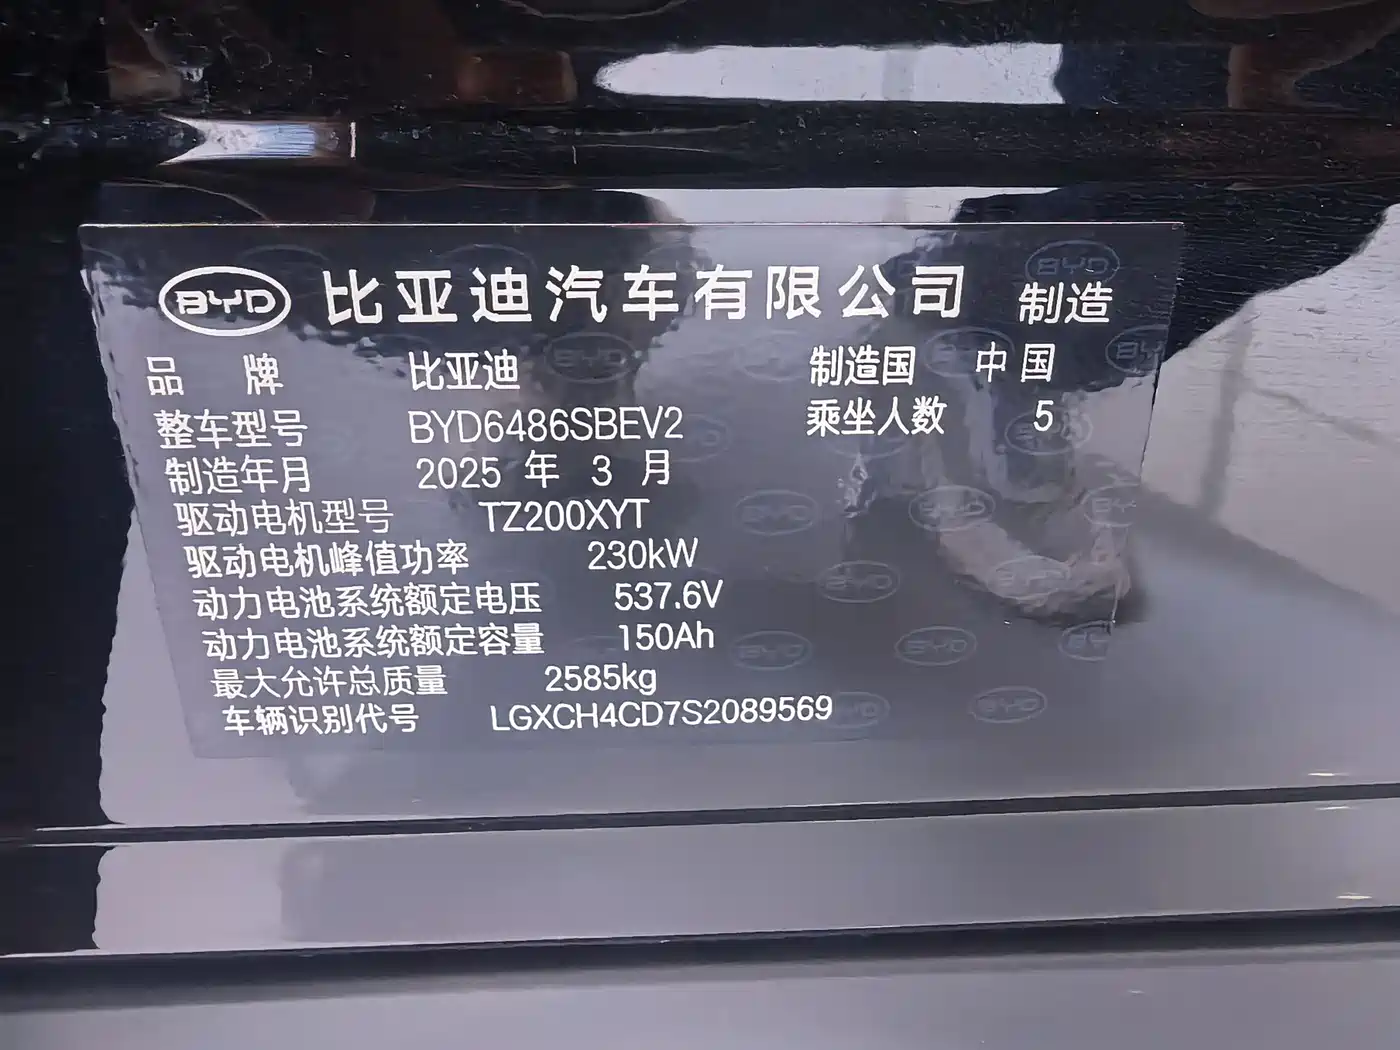 BYD 比亚迪汽车有限公司 制造
品 牌 比亚迪 制造国 中国
整车型号 BYD6486SBEV2 乘坐人数 5
制造年月 2025 年 3 月
驱动电机型号 TZ200XYT
驱动电机峰值功率 230kW
动力电池系统额定电压 537.6V
动力电池系统额定容量 150Ah
最大允许总质量 2585kg
车辆识别代号 LGXCH4CD7S2089569